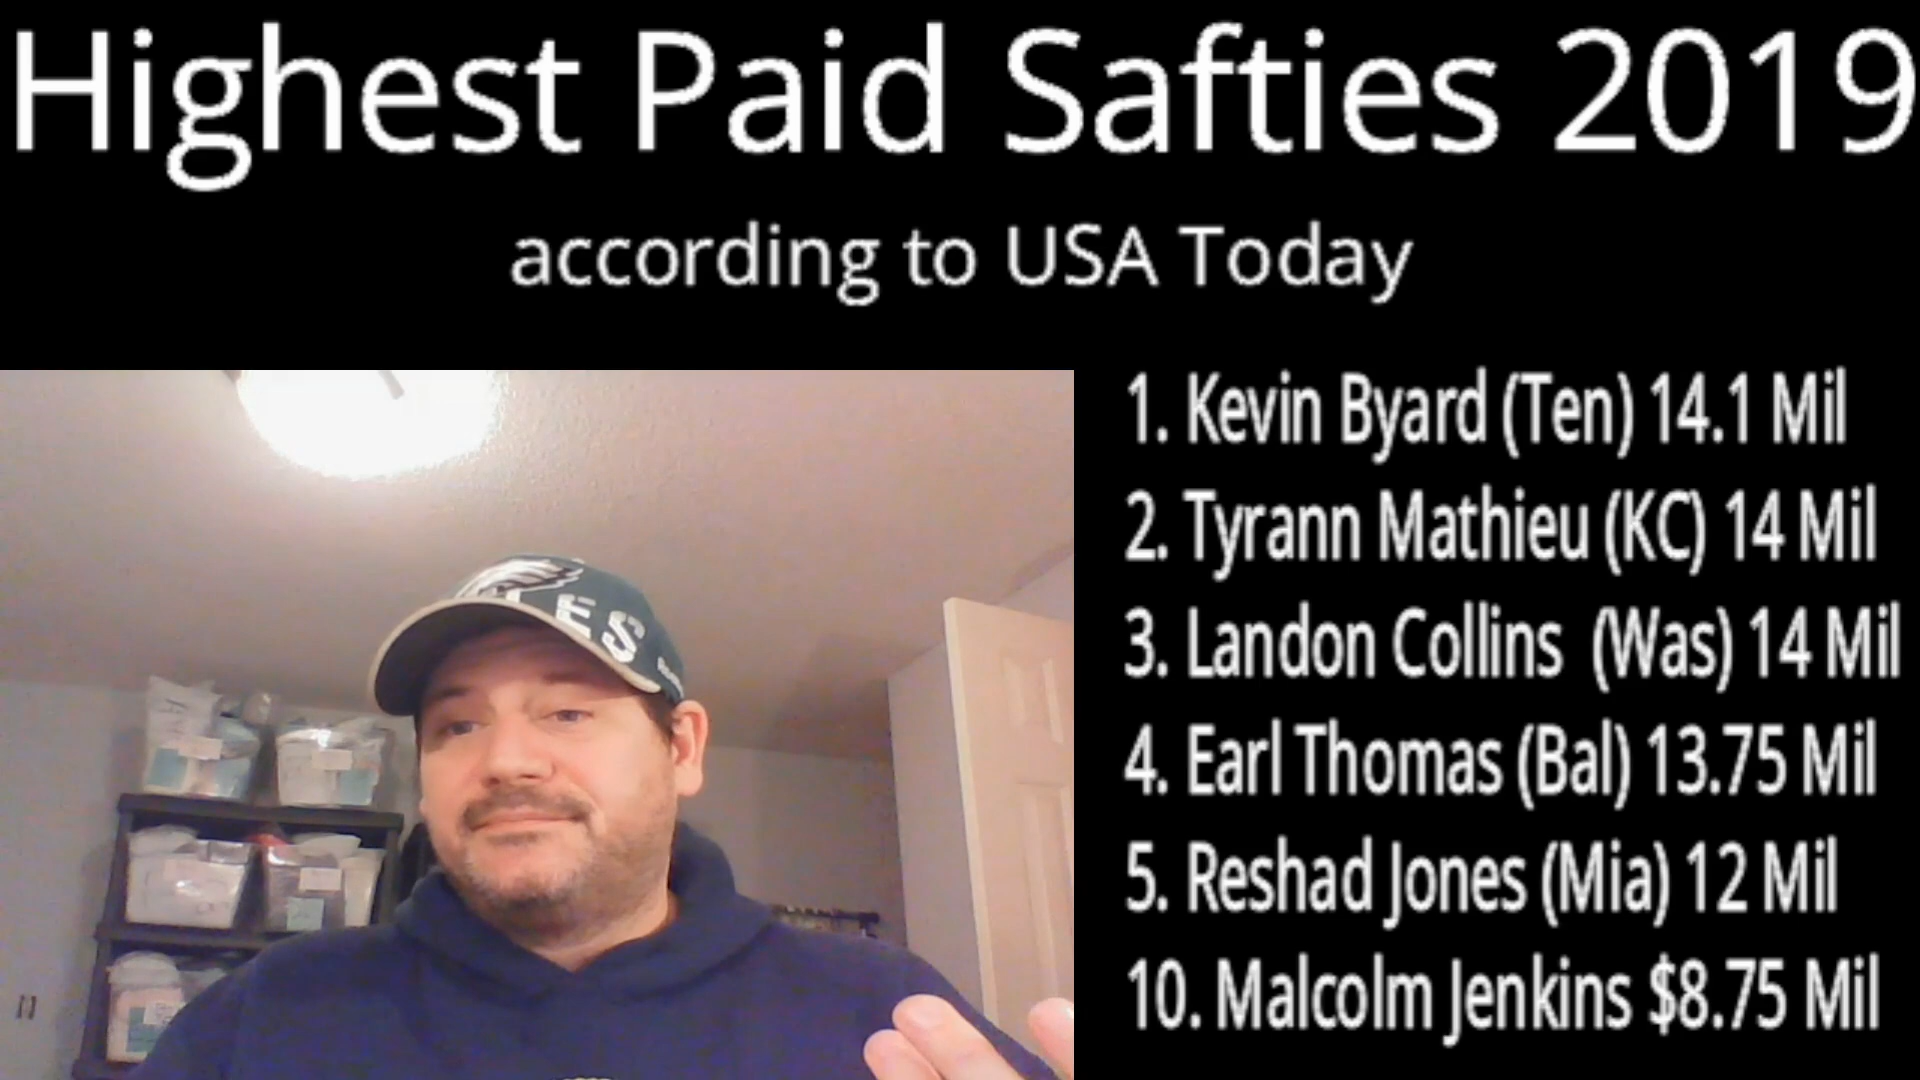 Highest Paid Safties 2019
according to USA Today
1. Kevin Byard (Ten) 14.1 Mil
2. Tyrann Mathieu (KC) 14 Mil
3. Landon Collins (Was) 14 Mil
4. Earl Thomas (Bal) 13.75 Mil
5. Reshad Jones (Mia) 12 Mil
10. Malcolm Jenkins $8.75 Mil
LES